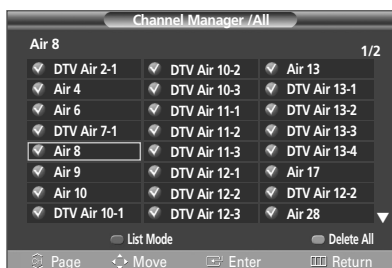 Channel Manager /All
Air 8
1/2
DTV Air 2-1 DTV Air 10-2 Air 13
Air 4 DTV Air 10-3 DTV Air 13-1
Air 6 DTV Air 11-1 DTV Air 13-2
DTV Air 7-1 DTV Air 11-2 DTV Air 13-3
Air 8 DTV Air 11-3 DTV Air 13-4
Air 9 DTV Air 12-1 Air 17
Air 10 DTV Air 12-2 DTV Air 12-2
DTV Air 10-1 DTV Air 12-3 Air 28
List Mode Delete All
Page Move Enter Return